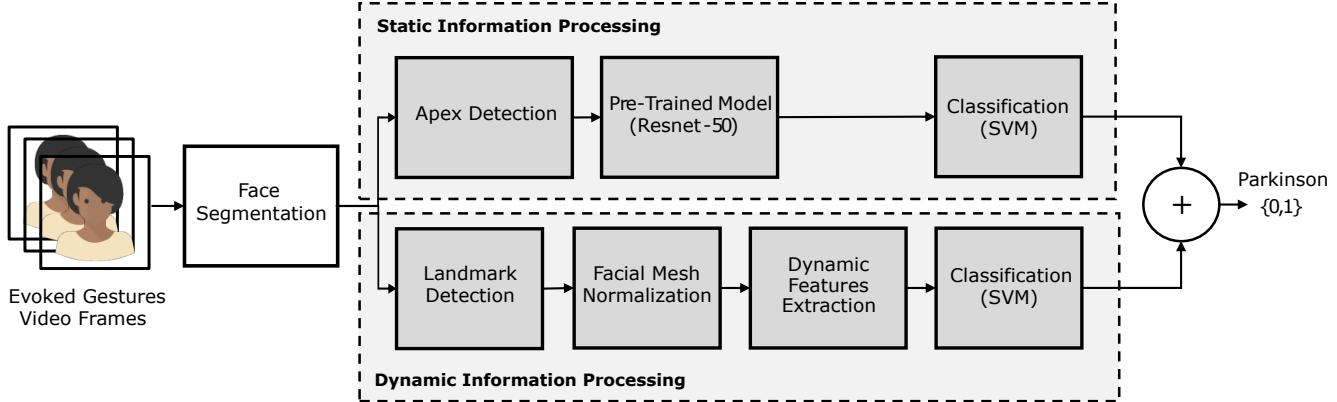 Static Information Processing
Apex Detection
Pre-Trained Model
(Resnet-50)
Classification
(SVM)
Face
Segmentation
+
Parkinson
{0,1}
Evoked Gestures
Video Frames
Landmark
Detection
Facial Mesh
Normalization
Dynamic
Features
Extraction
Classification
(SVM)
Dynamic Information Processing